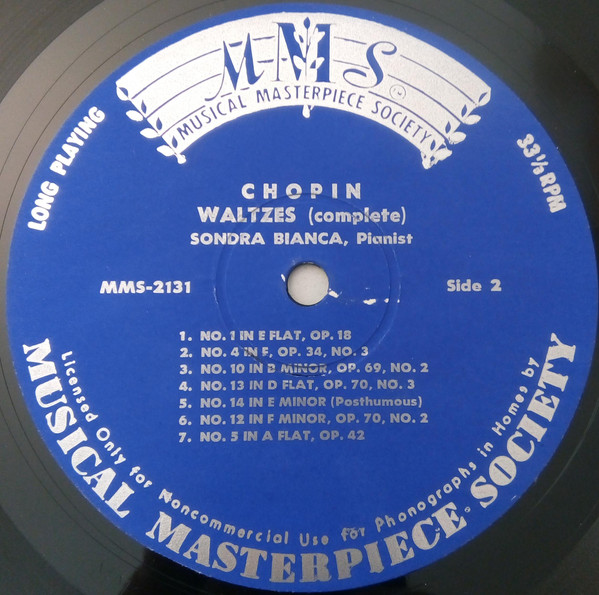 MMS
MUSICAL MASTERPIECE SOCIETY
TM
LONG PLAYING
33⅓ RPM
CHOPIN
WALTZES (complete)
SONDRA BIANCA, Pianist
MMS-2131
Side 2
1. NO. 1 IN E FLAT, OP. 18
2. NO. 4 IN F, OP. 34, NO. 3
3. NO. 10 IN B MINOR, OP. 69, NO. 2
4. NO. 13 IN D FLAT, OP. 70, NO. 3
5. NO. 14 IN E MINOR (Posthumous)
6. NO. 12 IN F MINOR, OP. 70, NO. 2
7. NO. 5 IN A FLAT, OP. 42
Licensed Only for Noncommercial Use for Phonographs in Homes by
MUSICAL MASTERPIECE SOCIETY